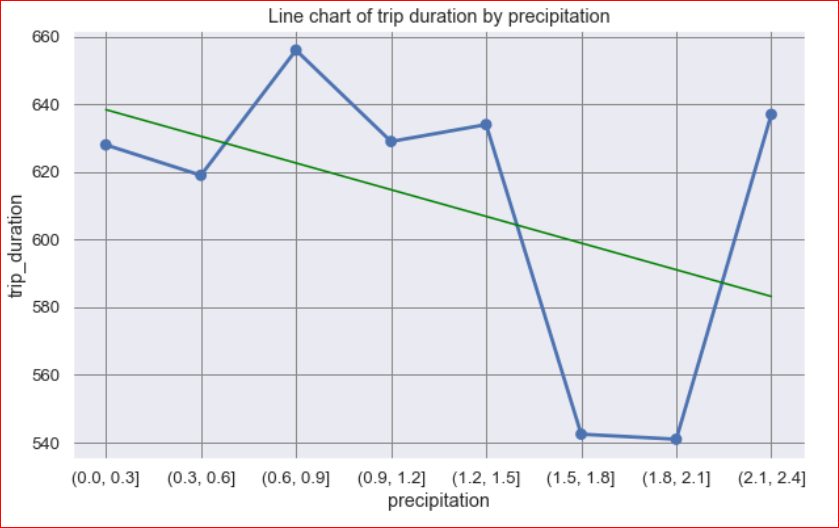 Line chart of trip duration by precipitation
660
640
620
600
580
560
540
trip_duration
(0.0, 0.3] (0.3, 0.6] (0.6, 0.9] (0.9, 1.2] (1.2, 1.5] (1.5, 1.8] (1.8, 2.1] (2.1, 2.4]
precipitation